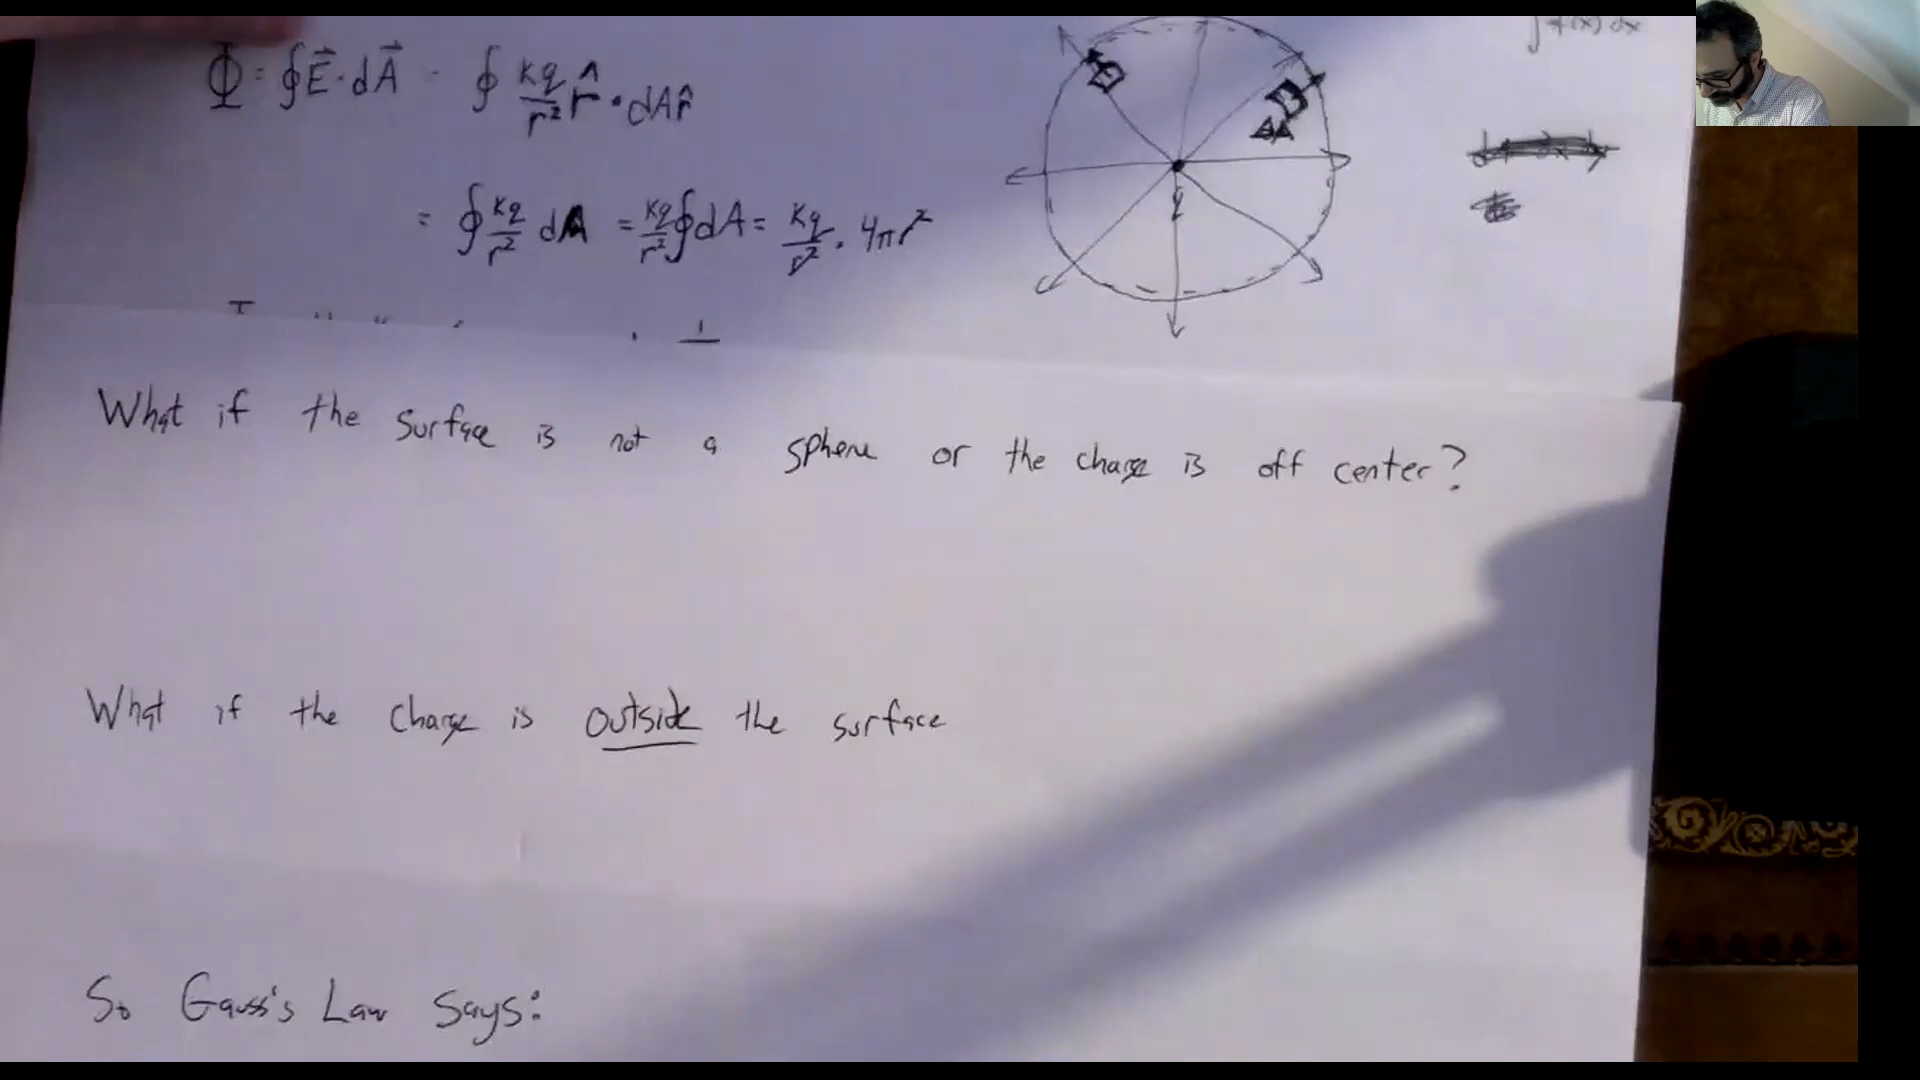 Φ = ∮ E⃗ · dA⃗ - ∮ kq/r² r̂ · dA r̂
∫ f(x) dx
ΔA
= ∮ kq/r² dA = kq/r² ∮ dA = kq/r² · 4πr²
q
What if the surface is not a sphere or the charge is off center?
What if the charge is outside the surface
So Gauss's Law says: